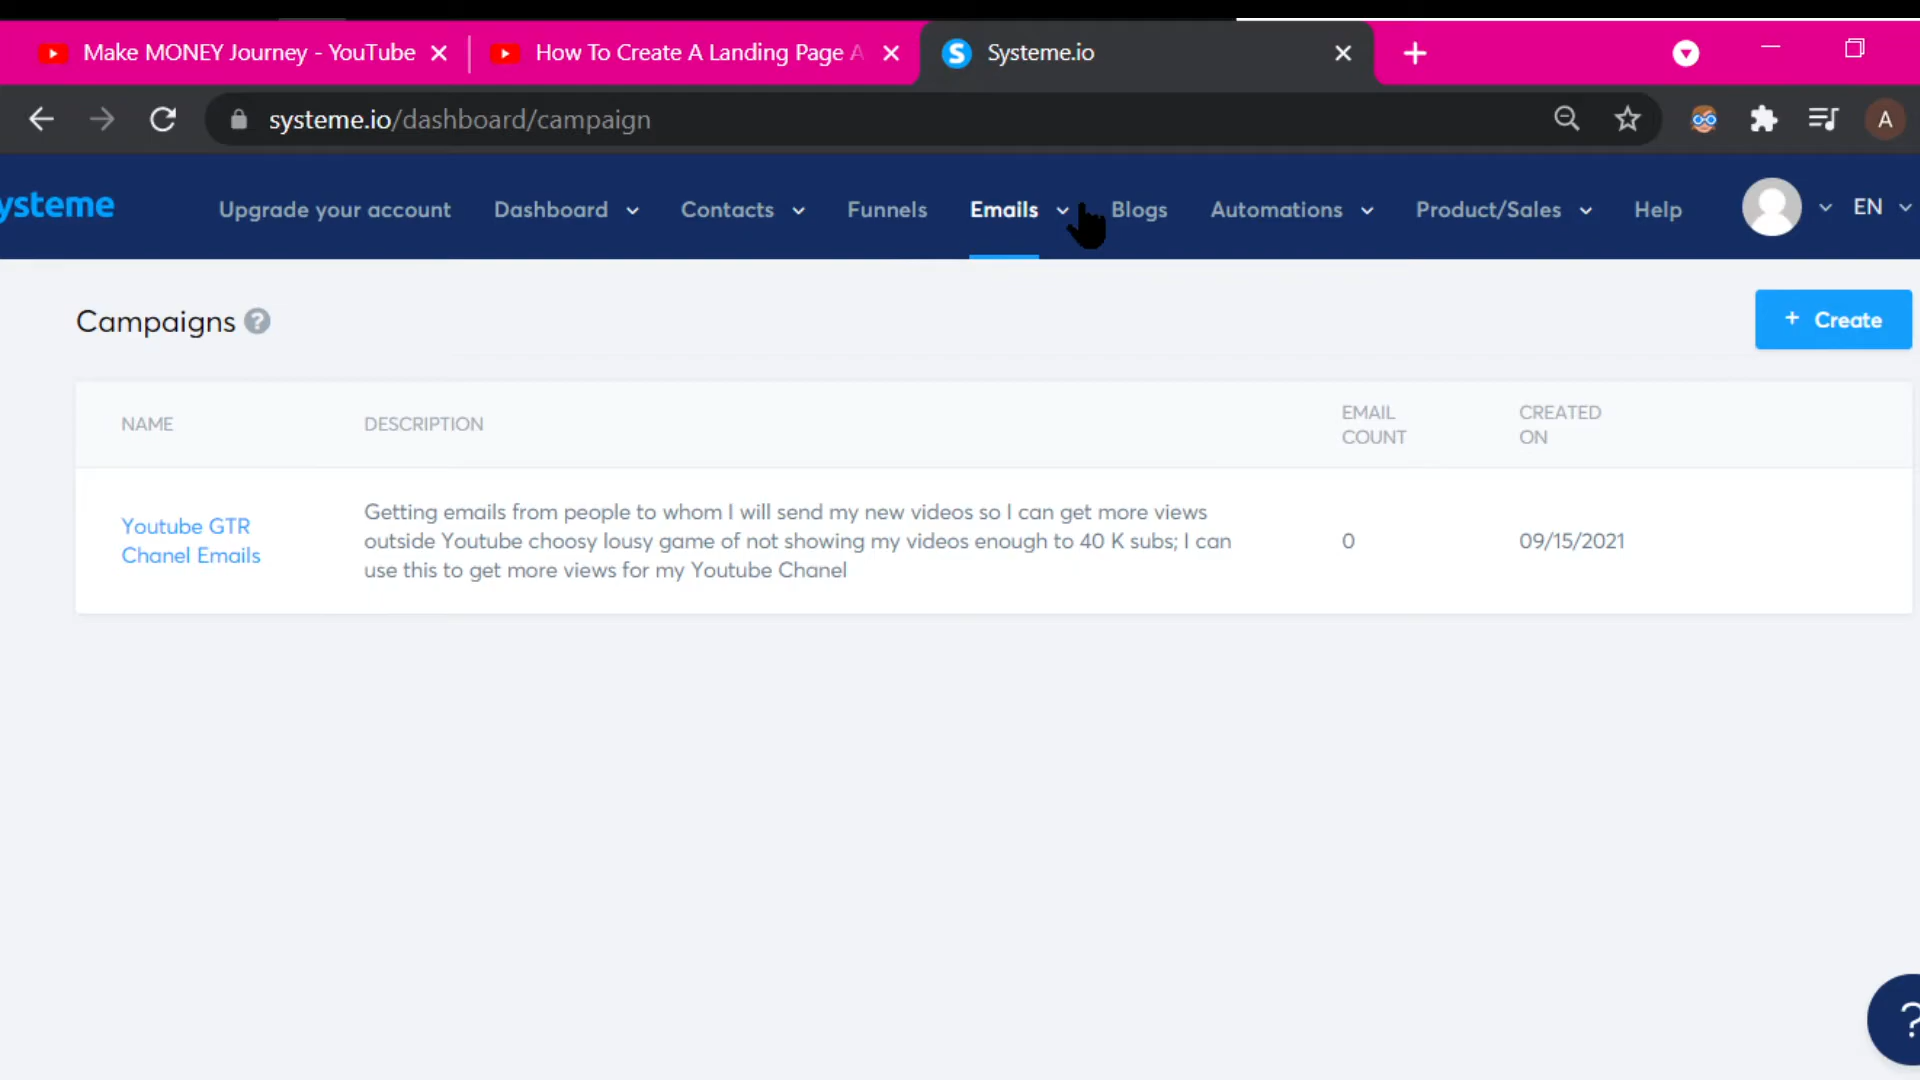 Make MONEY Journey - YouTube
How To Create A Landing Page A
Systeme.io
systeme.io/dashboard/campaign
A
ysteme
Upgrade your account
Dashboard
Contacts
Funnels
Emails
Blogs
Automations
Product/Sales
Help
EN
Campaigns ?
+ Create
NAME
DESCRIPTION
EMAIL
COUNT
CREATED
ON
Youtube GTR
Chanel Emails
Getting emails from people to whom I will send my new videos so I can get more views
outside Youtube choosy lousy game of not showing my videos enough to 40 K subs; I can
use this to get more views for my Youtube Chanel
0
09/15/2021
?